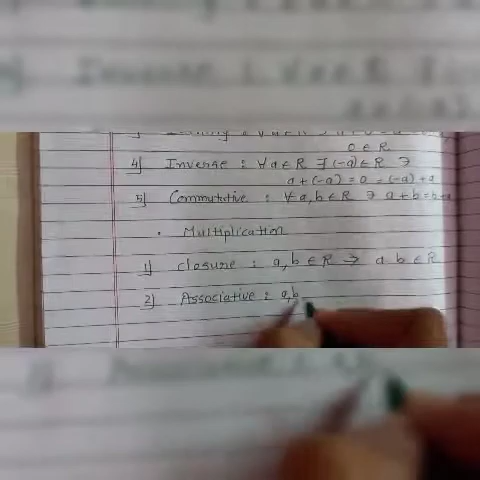 0 ∈ R
4) Inverse : ∀ a ∈ R ∃ (-a) ∈ R ∋
a + (-a) = 0 = (-a) + a
5) Commutative : ∀ a, b ∈ R ∋ a + b = b + a
• Multiplication
1) closure : a, b ∈ R ⇒ a b ∈ R
2) Associative : a, b